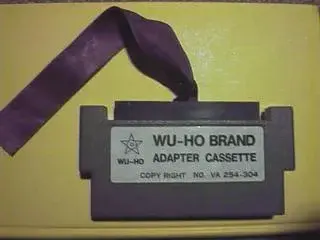 WU-HO BRAND
WU-HO ADAPTER CASSETTE
COPY RIGHT NO. VA 254-304